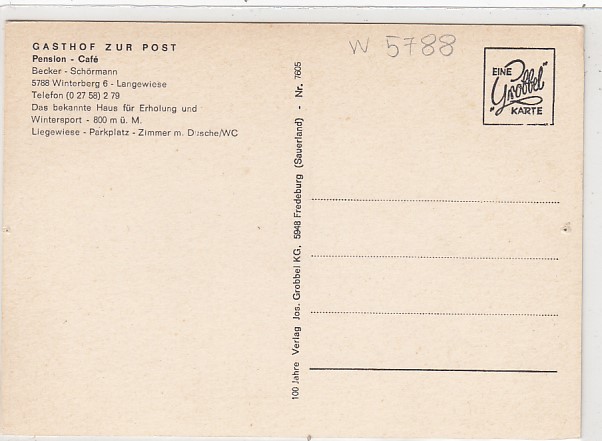 GASTHOF ZUR POST
Pension - Café
Becker - Schörmann
5788 Winterberg 6 - Langewiese
Telefon (0 27 58) 2 79
Das bekannte Haus für Erholung und
Wintersport - 800 m ü. M.
Liegewiese - Parkplatz - Zimmer m. Dusche/WC
100 Jahre Verlag Jos. Grobbel KG. 5948 Fredeburg (Sauerland) - Nr. 7605
W 5788
EINE
"Grobbel"
KARTE